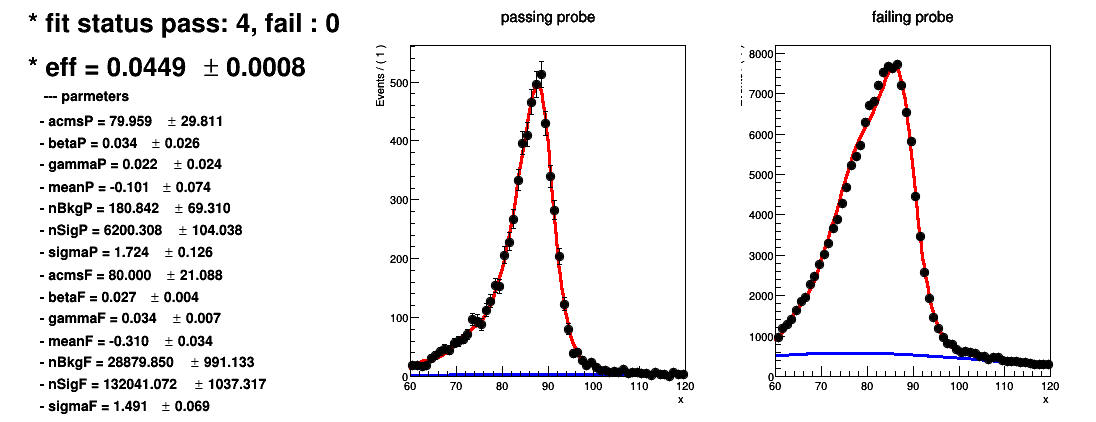 * fit status pass: 4, fail : 0
* eff = 0.0449 ± 0.0008
--- parmeters
- acmsP = 79.959 ± 29.811
- betaP = 0.034 ± 0.026
- gammaP = 0.022 ± 0.024
- meanP = -0.101 ± 0.074
- nBkgP = 180.842 ± 69.310
- nSigP = 6200.308 ± 104.038
- sigmaP = 1.724 ± 0.126
- acmsF = 80.000 ± 21.088
- betaF = 0.027 ± 0.004
- gammaF = 0.034 ± 0.007
- meanF = -0.310 ± 0.034
- nBkgF = 28879.850 ± 991.133
- nSigF = 132041.072 ± 1037.317
- sigmaF = 1.491 ± 0.069
passing probe
Events / ( 1 )
500
400
300
200
100
0
60 70 80 90 100 110 120
x
failing probe
8000
7000
6000
5000
4000
3000
2000
1000
0
60 70 80 90 100 110 120
x